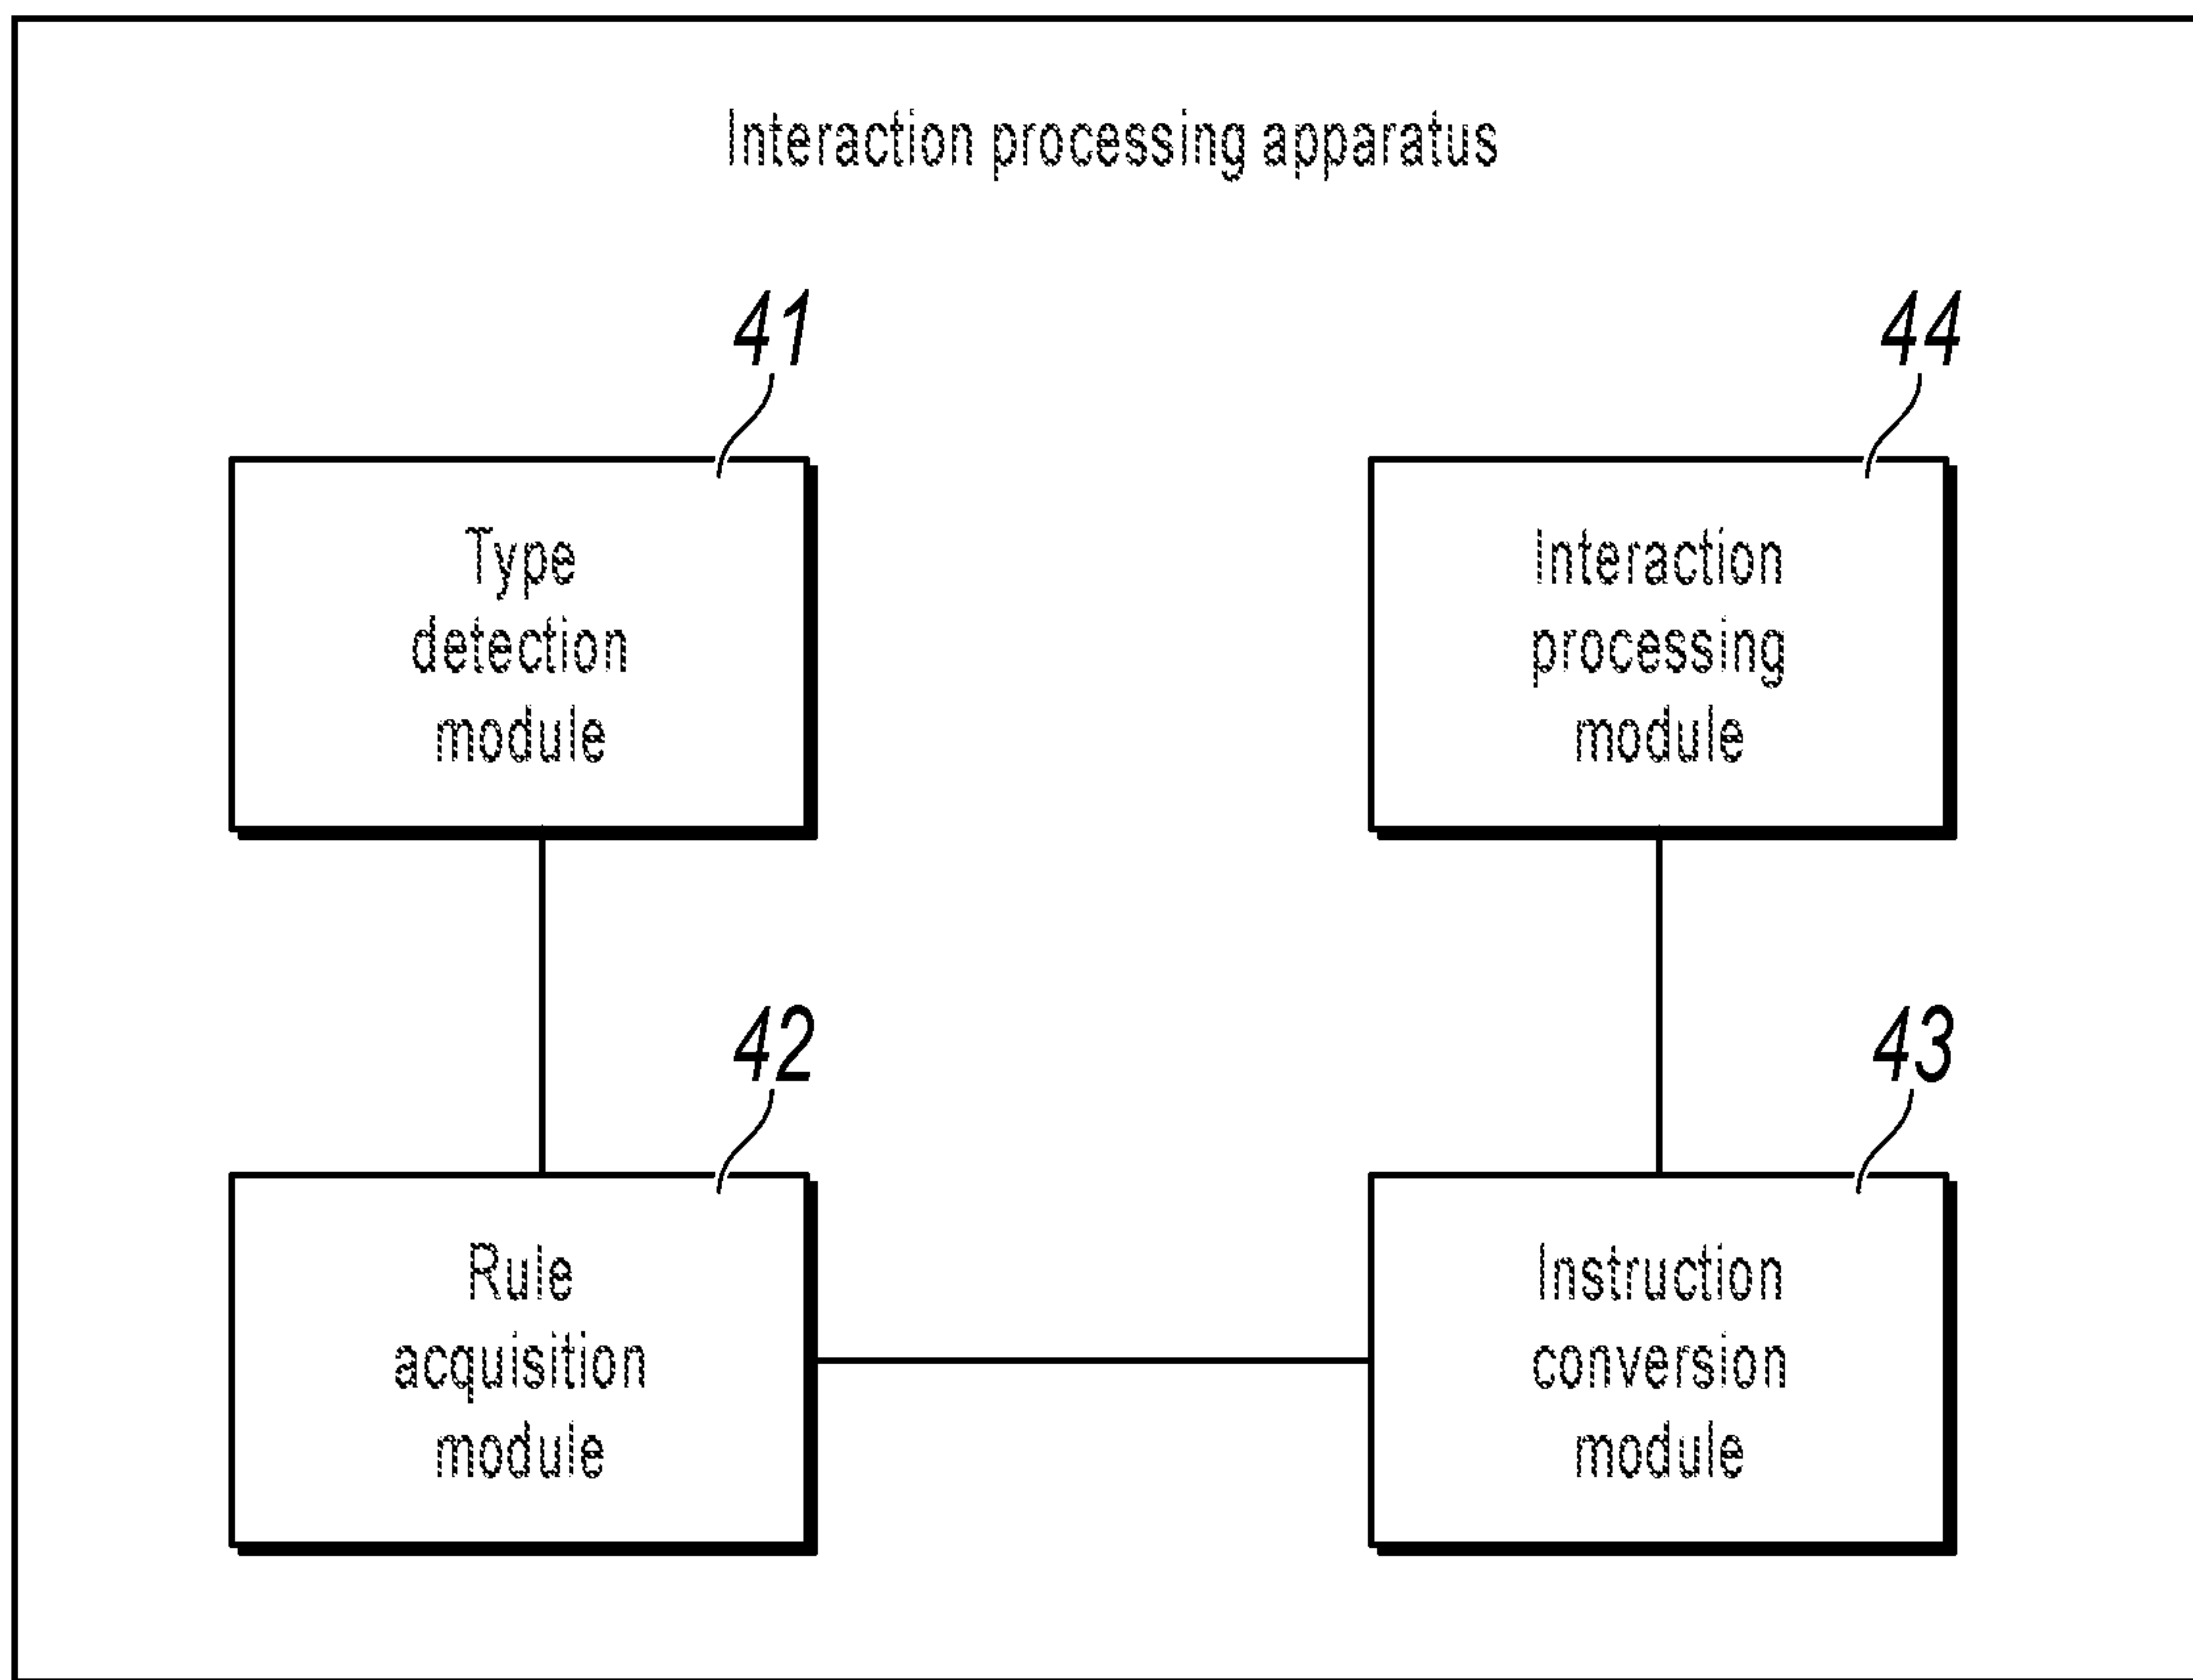 Interaction processing apparatus
41
44
Type
detection
module
Interaction
processing
module
42
43
Rule
acquisition
module
Instruction
conversion
module